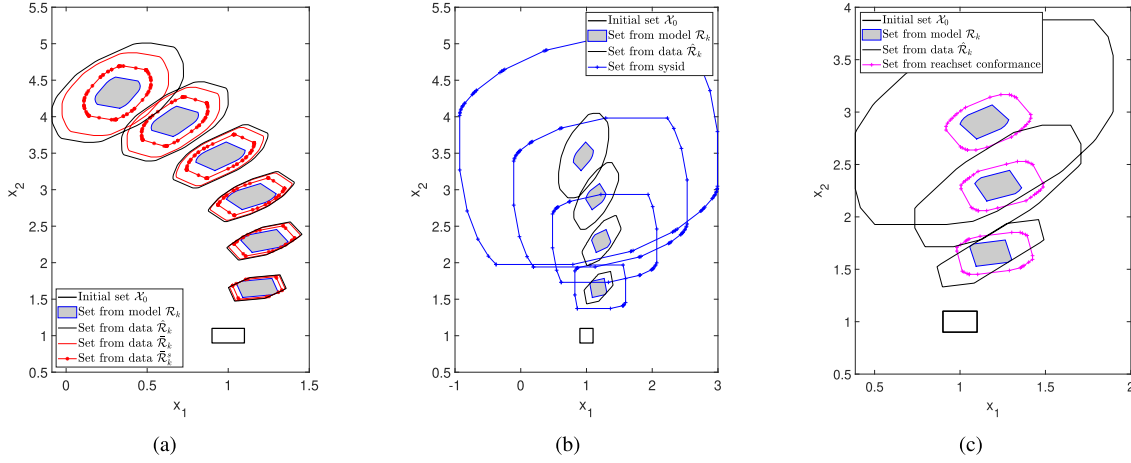 5.5
5
4.5
4
3.5
3
2.5
2
1.5
1
0.5
x₂
Initial set 𝒳₀
Set from model ℛₖ
Set from data ℛ̂ₖ
Set from data ℛ̄ₖ
Set from data ℛ̄ₖˢ
0 0.5 1 1.5
x₁
(a)
5.5
5
4.5
4
3.5
3
2.5
2
1.5
1
0.5
x₂
Initial set 𝒳₀
Set from model ℛₖ
Set from data ℛ̂ₖ
Set from sysid
-1 0 1 2 3
x₁
(b)
4
3.5
3
2.5
2
1.5
1
0.5
x₂
Initial set 𝒳₀
Set from model ℛₖ
Set from data ℛ̂ₖ
Set from reachset conformance
0.5 1 1.5 2
x₁
(c)